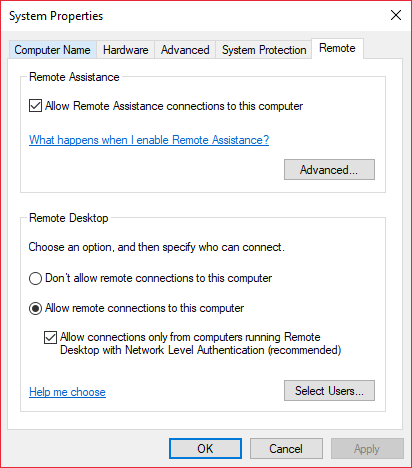 System Properties
Computer Name
Hardware
Advanced
System Protection
Remote
Remote Assistance
Allow Remote Assistance connections to this computer
What happens when I enable Remote Assistance?
Advanced...
Remote Desktop
Choose an option, and then specify who can connect.
Don't allow remote connections to this computer
Allow remote connections to this computer
Allow connections only from computers running Remote
Desktop with Network Level Authentication (recommended)
Help me choose
Select Users...
OK
Cancel
Apply